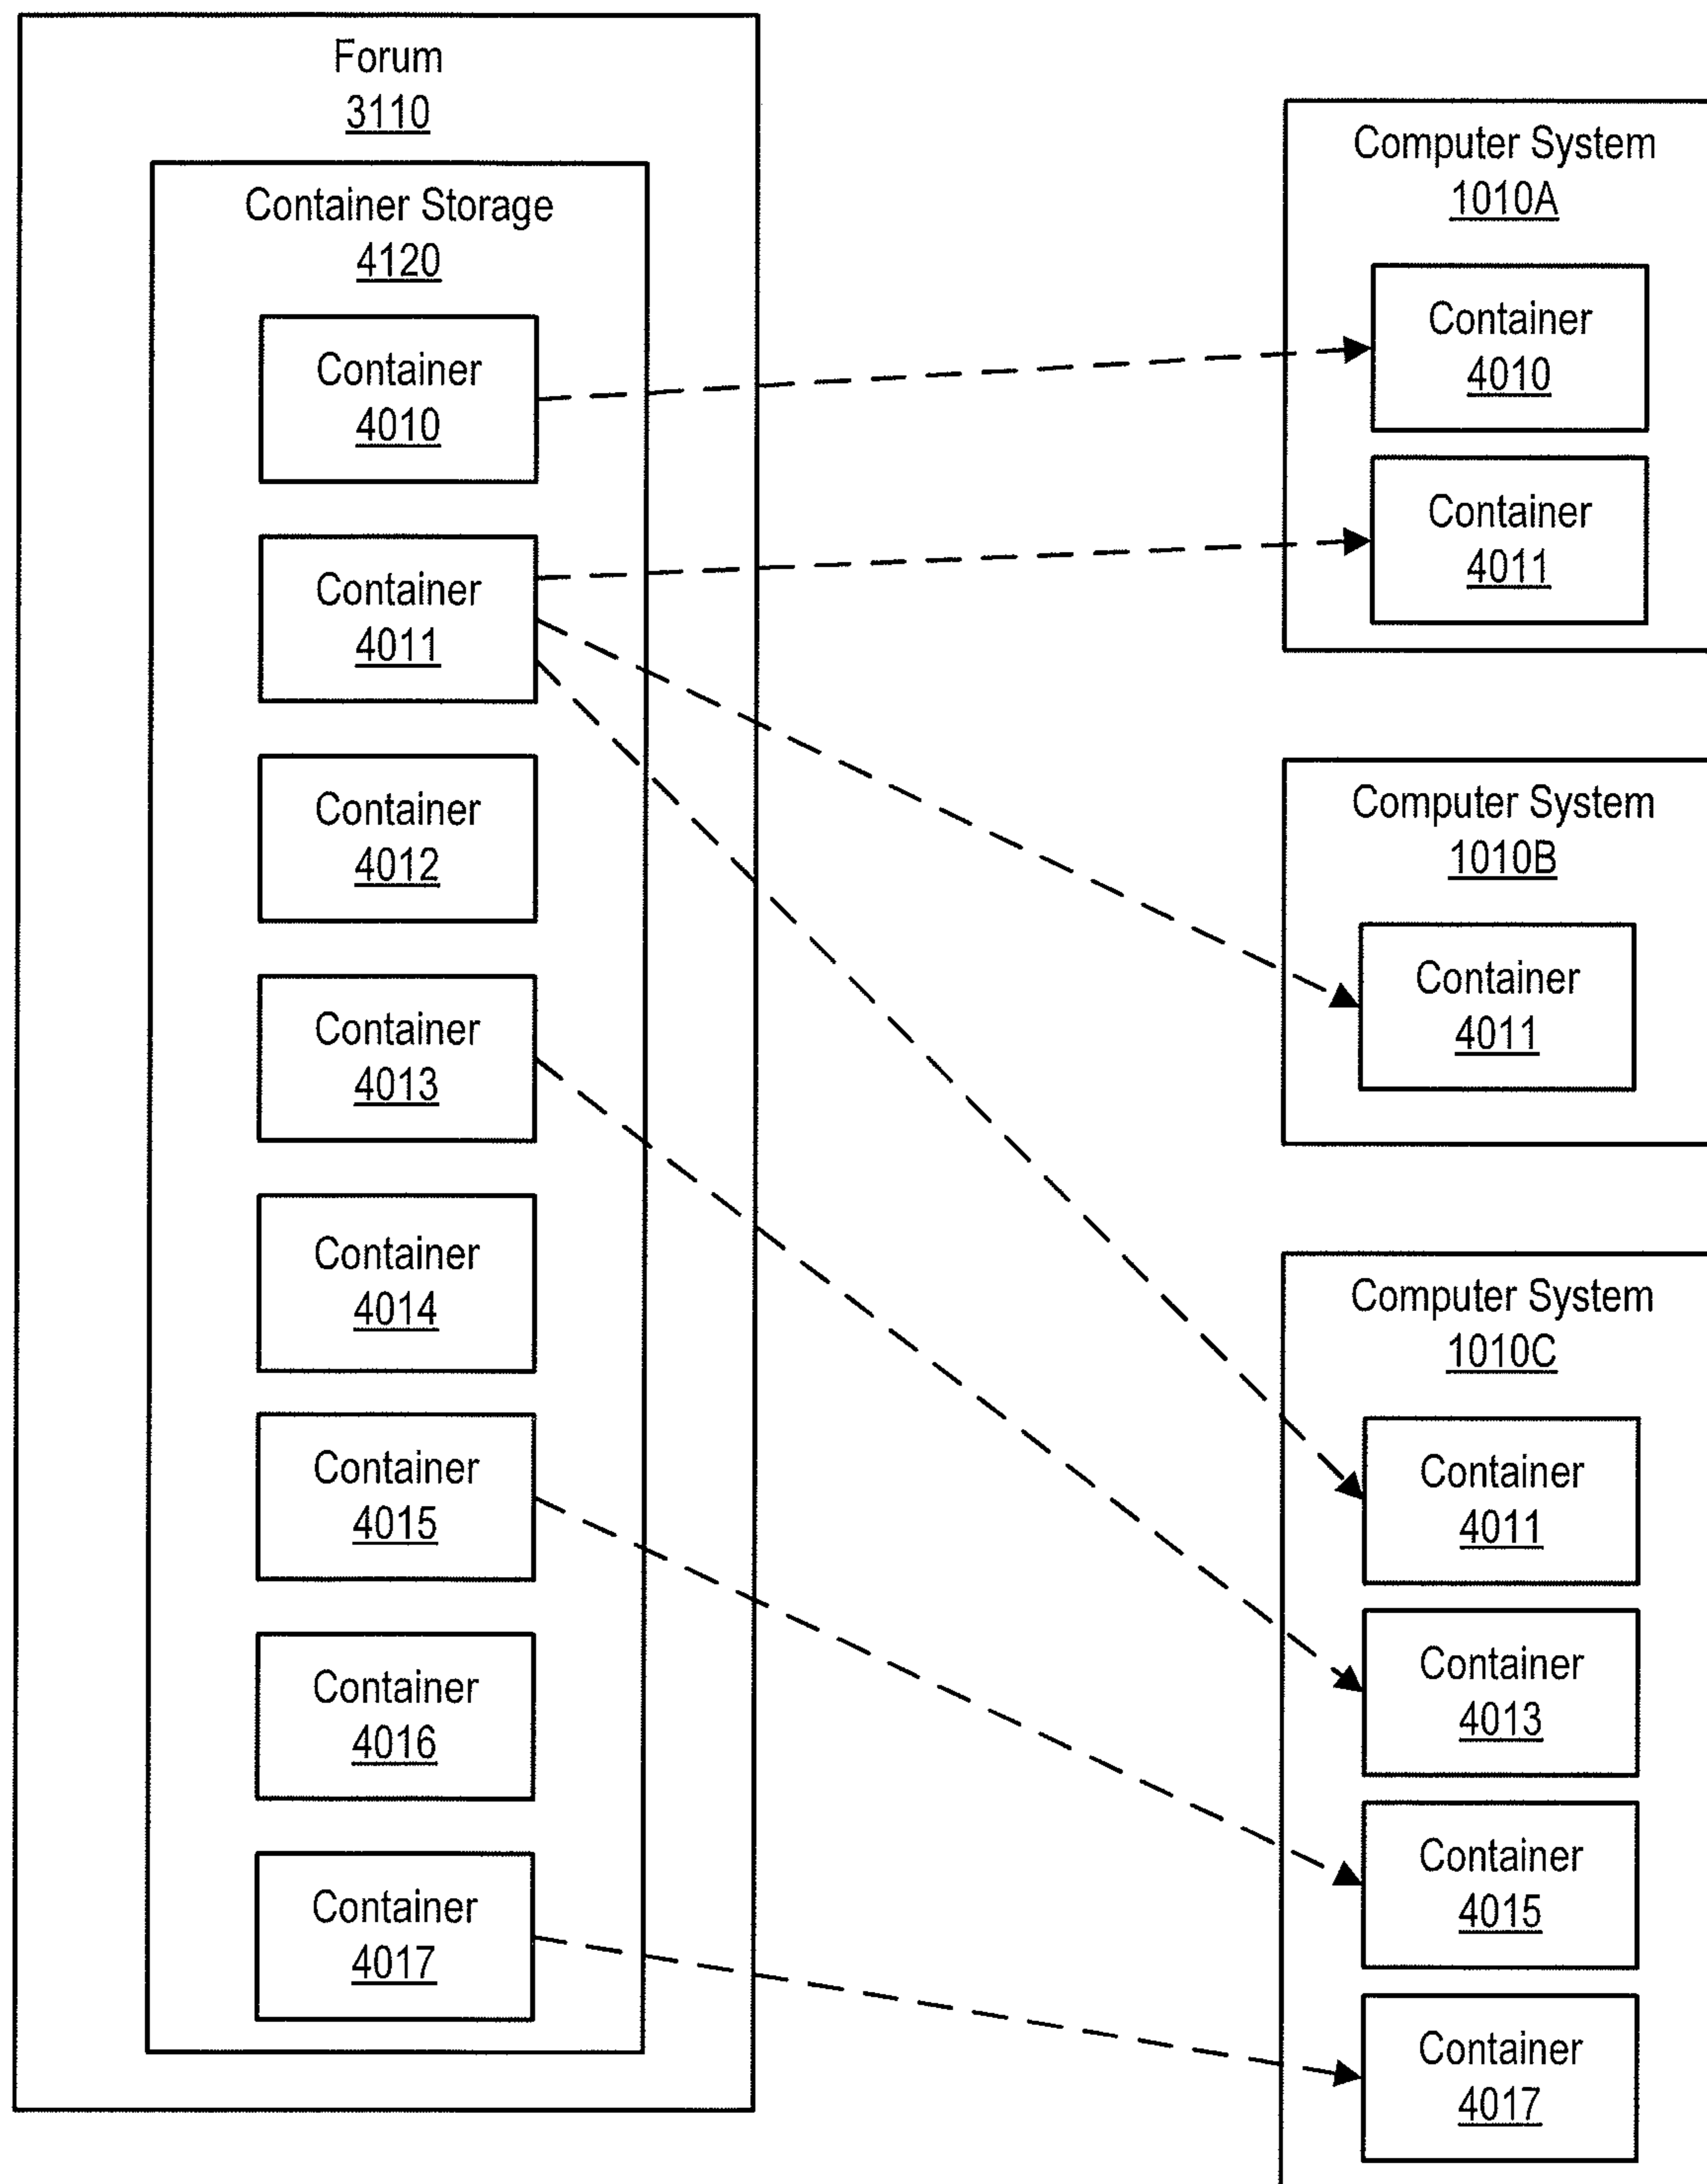 Forum
3110
Container Storage
4120
Container
4010
Container
4011
Container
4012
Container
4013
Container
4014
Container
4015
Container
4016
Container
4017
Computer System
1010A
Container
4010
Container
4011
Computer System
1010B
Container
4011
Computer System
1010C
Container
4011
Container
4013
Container
4015
Container
4017